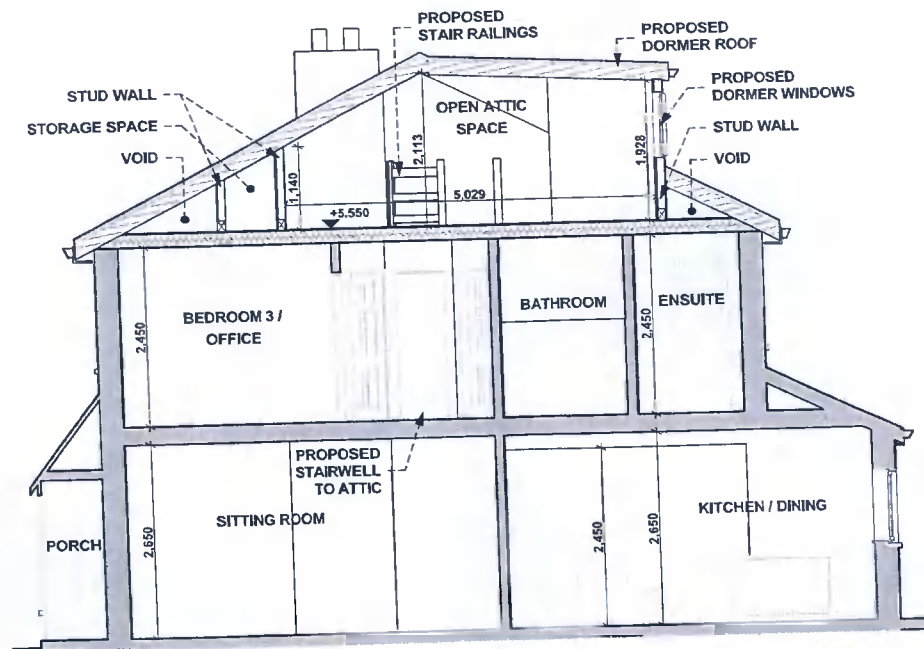 PROPOSED
STAIR RAILINGS
PROPOSED
DORMER ROOF
PROPOSED
DORMER WINDOWS
STUD WALL
STORAGE SPACE
VOID
OPEN ATTIC
SPACE
STUD WALL
VOID
2,113
1,928
1,140
5,029
+5.550
BEDROOM 3 /
OFFICE
BATHROOM
ENSUITE
2,450
2,450
PROPOSED
STAIRWELL
TO ATTIC
SITTING ROOM
KITCHEN / DINING
PORCH
2,650
2,450
2,650